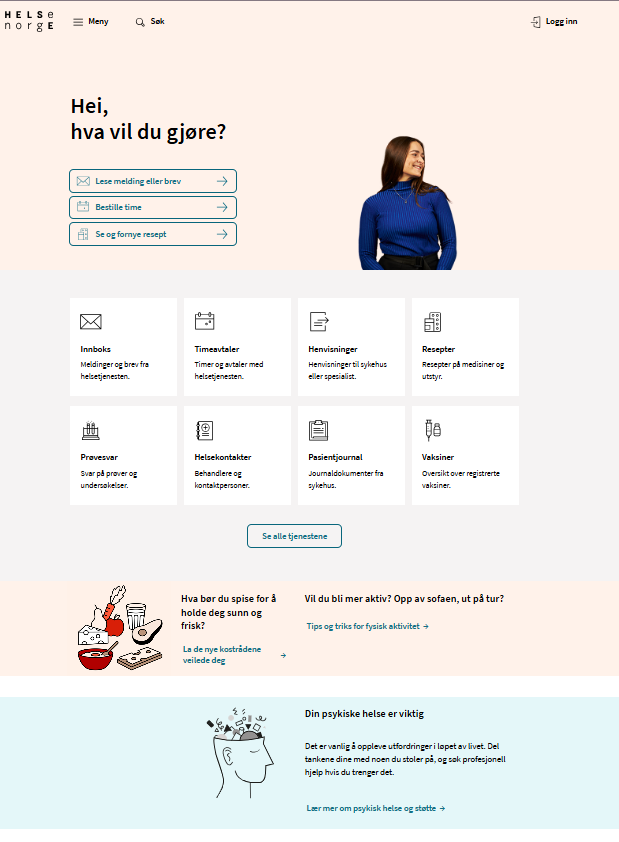 HELSe
norgE
Meny
Søk
Logg inn
Hei,
hva vil du gjøre?
Lese melding eller brev
Bestille time
Se og fornye resept
Innboks
Meldinger og brev fra
helsetjenesten.
Timeavtaler
Timer og avtaler med
helsetjenesten.
Henvisninger
Henvisninger til sykehus
eller spesialist.
Resepter
Resepter på medisiner og
utstyr.
Prøvesvar
Svar på prøver og
undersøkelser.
Helsekontakter
Behandlere og
kontaktpersoner.
Pasientjournal
Journaldokumenter fra
sykehus.
Vaksiner
Oversikt over registrerte
vaksiner.
Se alle tjenestene
Hva bør du spise for å
holde deg sunn og
frisk?
La de nye kostrådene
veilede deg
Vil du bli mer aktiv? Opp av sofaen, ut på tur?
Tips og triks for fysisk aktivitet
Din psykiske helse er viktig
Det er vanlig å oppleve utfordringer i løpet av livet. Del
tankene dine med noen du stoler på, og søk profesjonell
hjelp hvis du trenger det.
Lær mer om psykisk helse og støtte